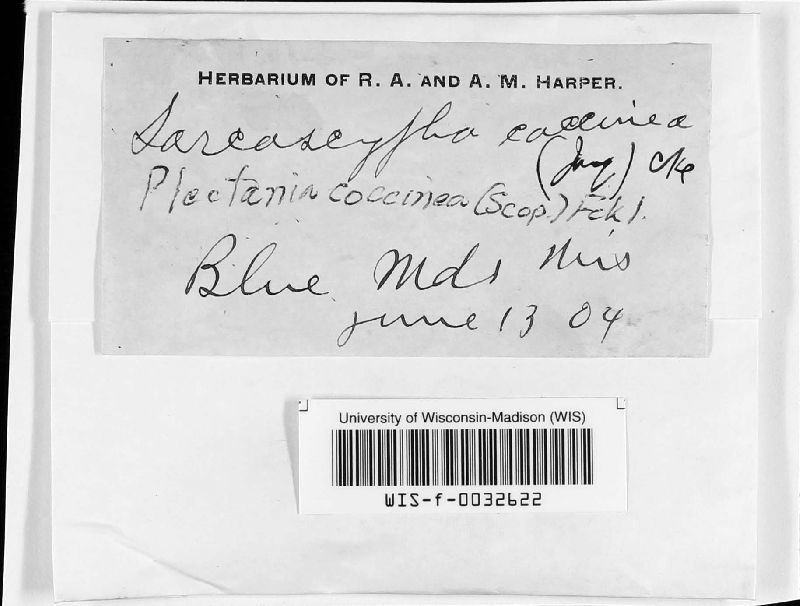 HERBARIUM OF R. A. AND A. M. HARPER.
Sarcoscypha coccinea
(Jacq) Cke
Plectania coccinea (Scop.) Fckl.
Blue Mds Wis
June 13 04
University of Wisconsin-Madison (WIS)
WIS-f-0032622